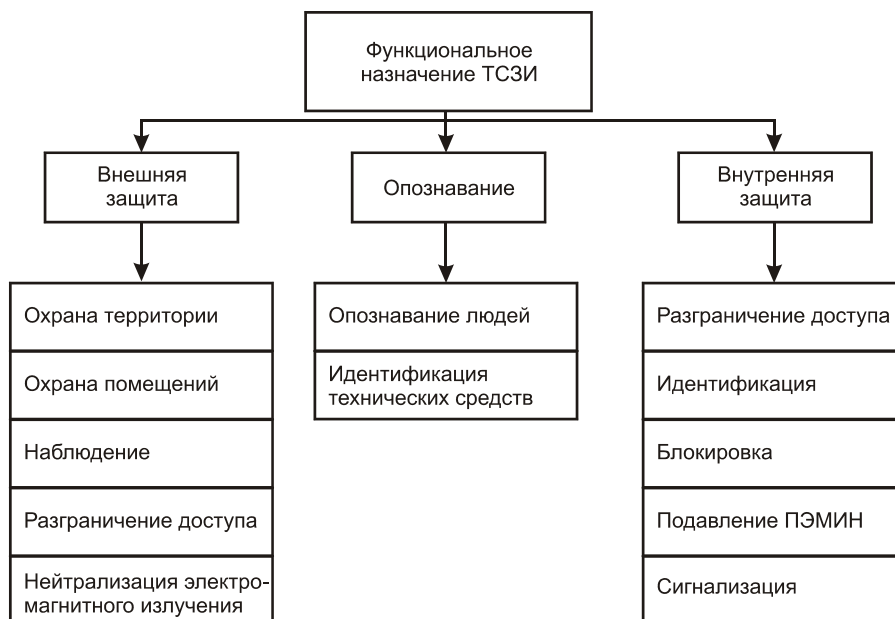 Функциональное
назначение ТСЗИ
Внешняя
защита
Опознавание
Внутренняя
защита
Охрана территории
Охрана помещений
Наблюдение
Разграничение доступа
Нейтрализация электро-
магнитного излучения
Опознавание людей
Идентификация
технических средств
Разграничение доступа
Идентификация
Блокировка
Подавление ПЭМИН
Сигнализация